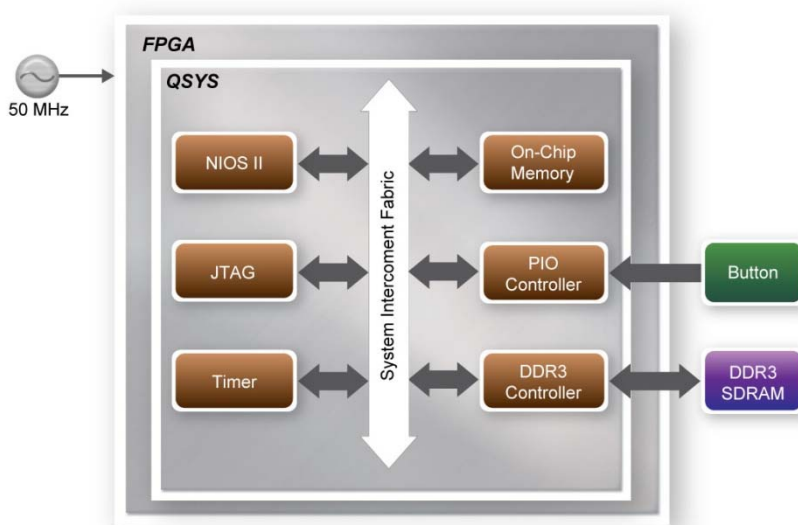 FPGA
QSYS
50 MHz
NIOS II
On-Chip
Memory
System Intercoment Fabric
JTAG
PIO
Controller
Button
Timer
DDR3
Controller
DDR3
SDRAM